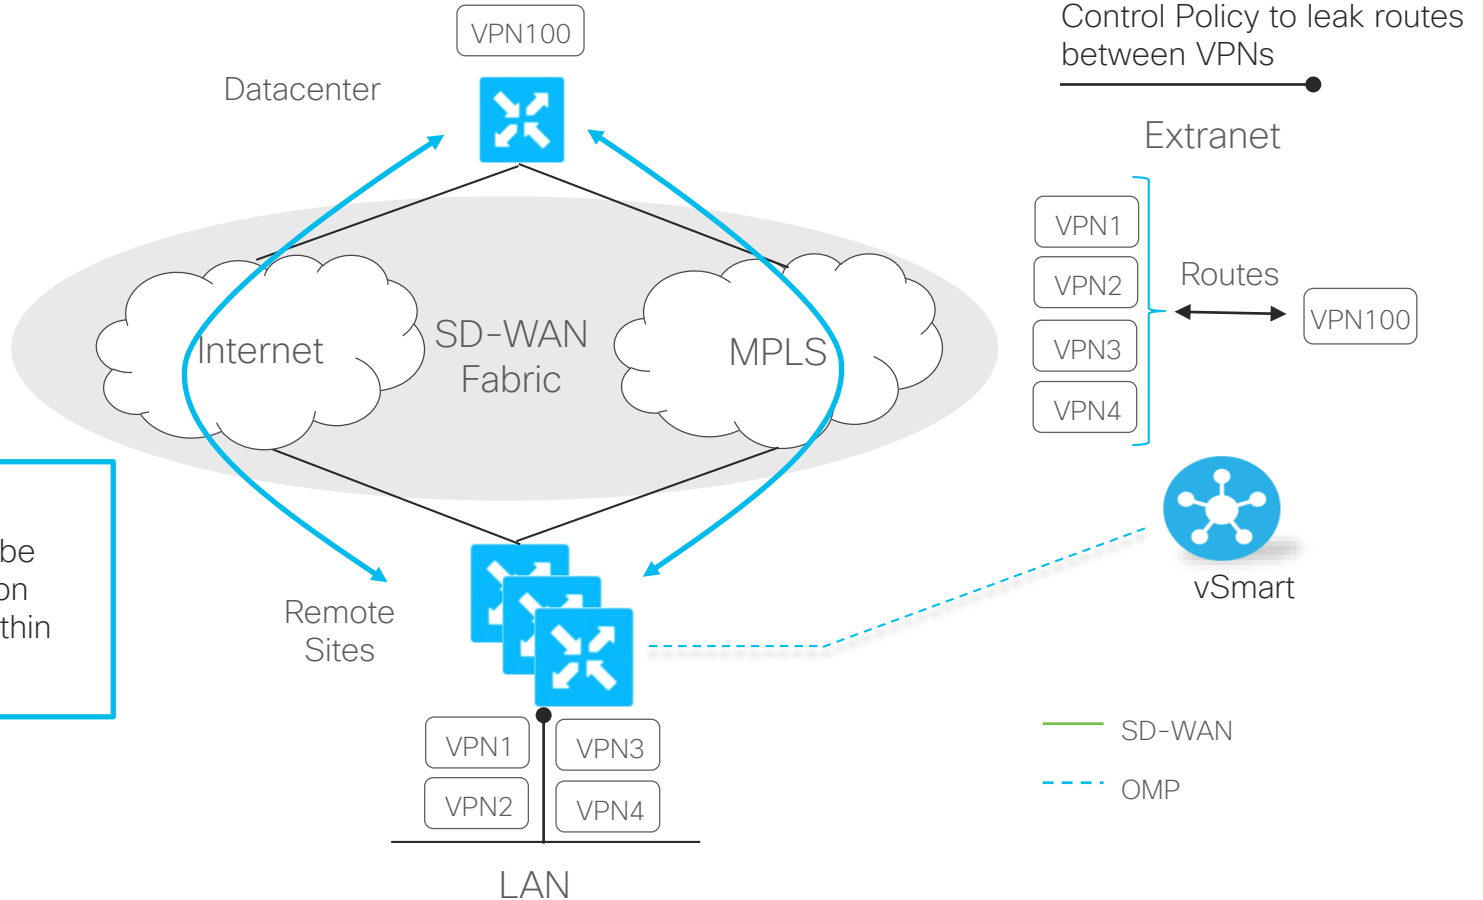 VPN100
Datacenter
Control Policy to leak routes
between VPNs
Extranet
VPN1
VPN2
VPN3
VPN4
Routes
VPN100
Internet
SD-WAN
Fabric
MPLS
be
on
thin
vSmart
Remote
Sites
VPN1
VPN3
VPN2
VPN4
LAN
SD-WAN
OMP